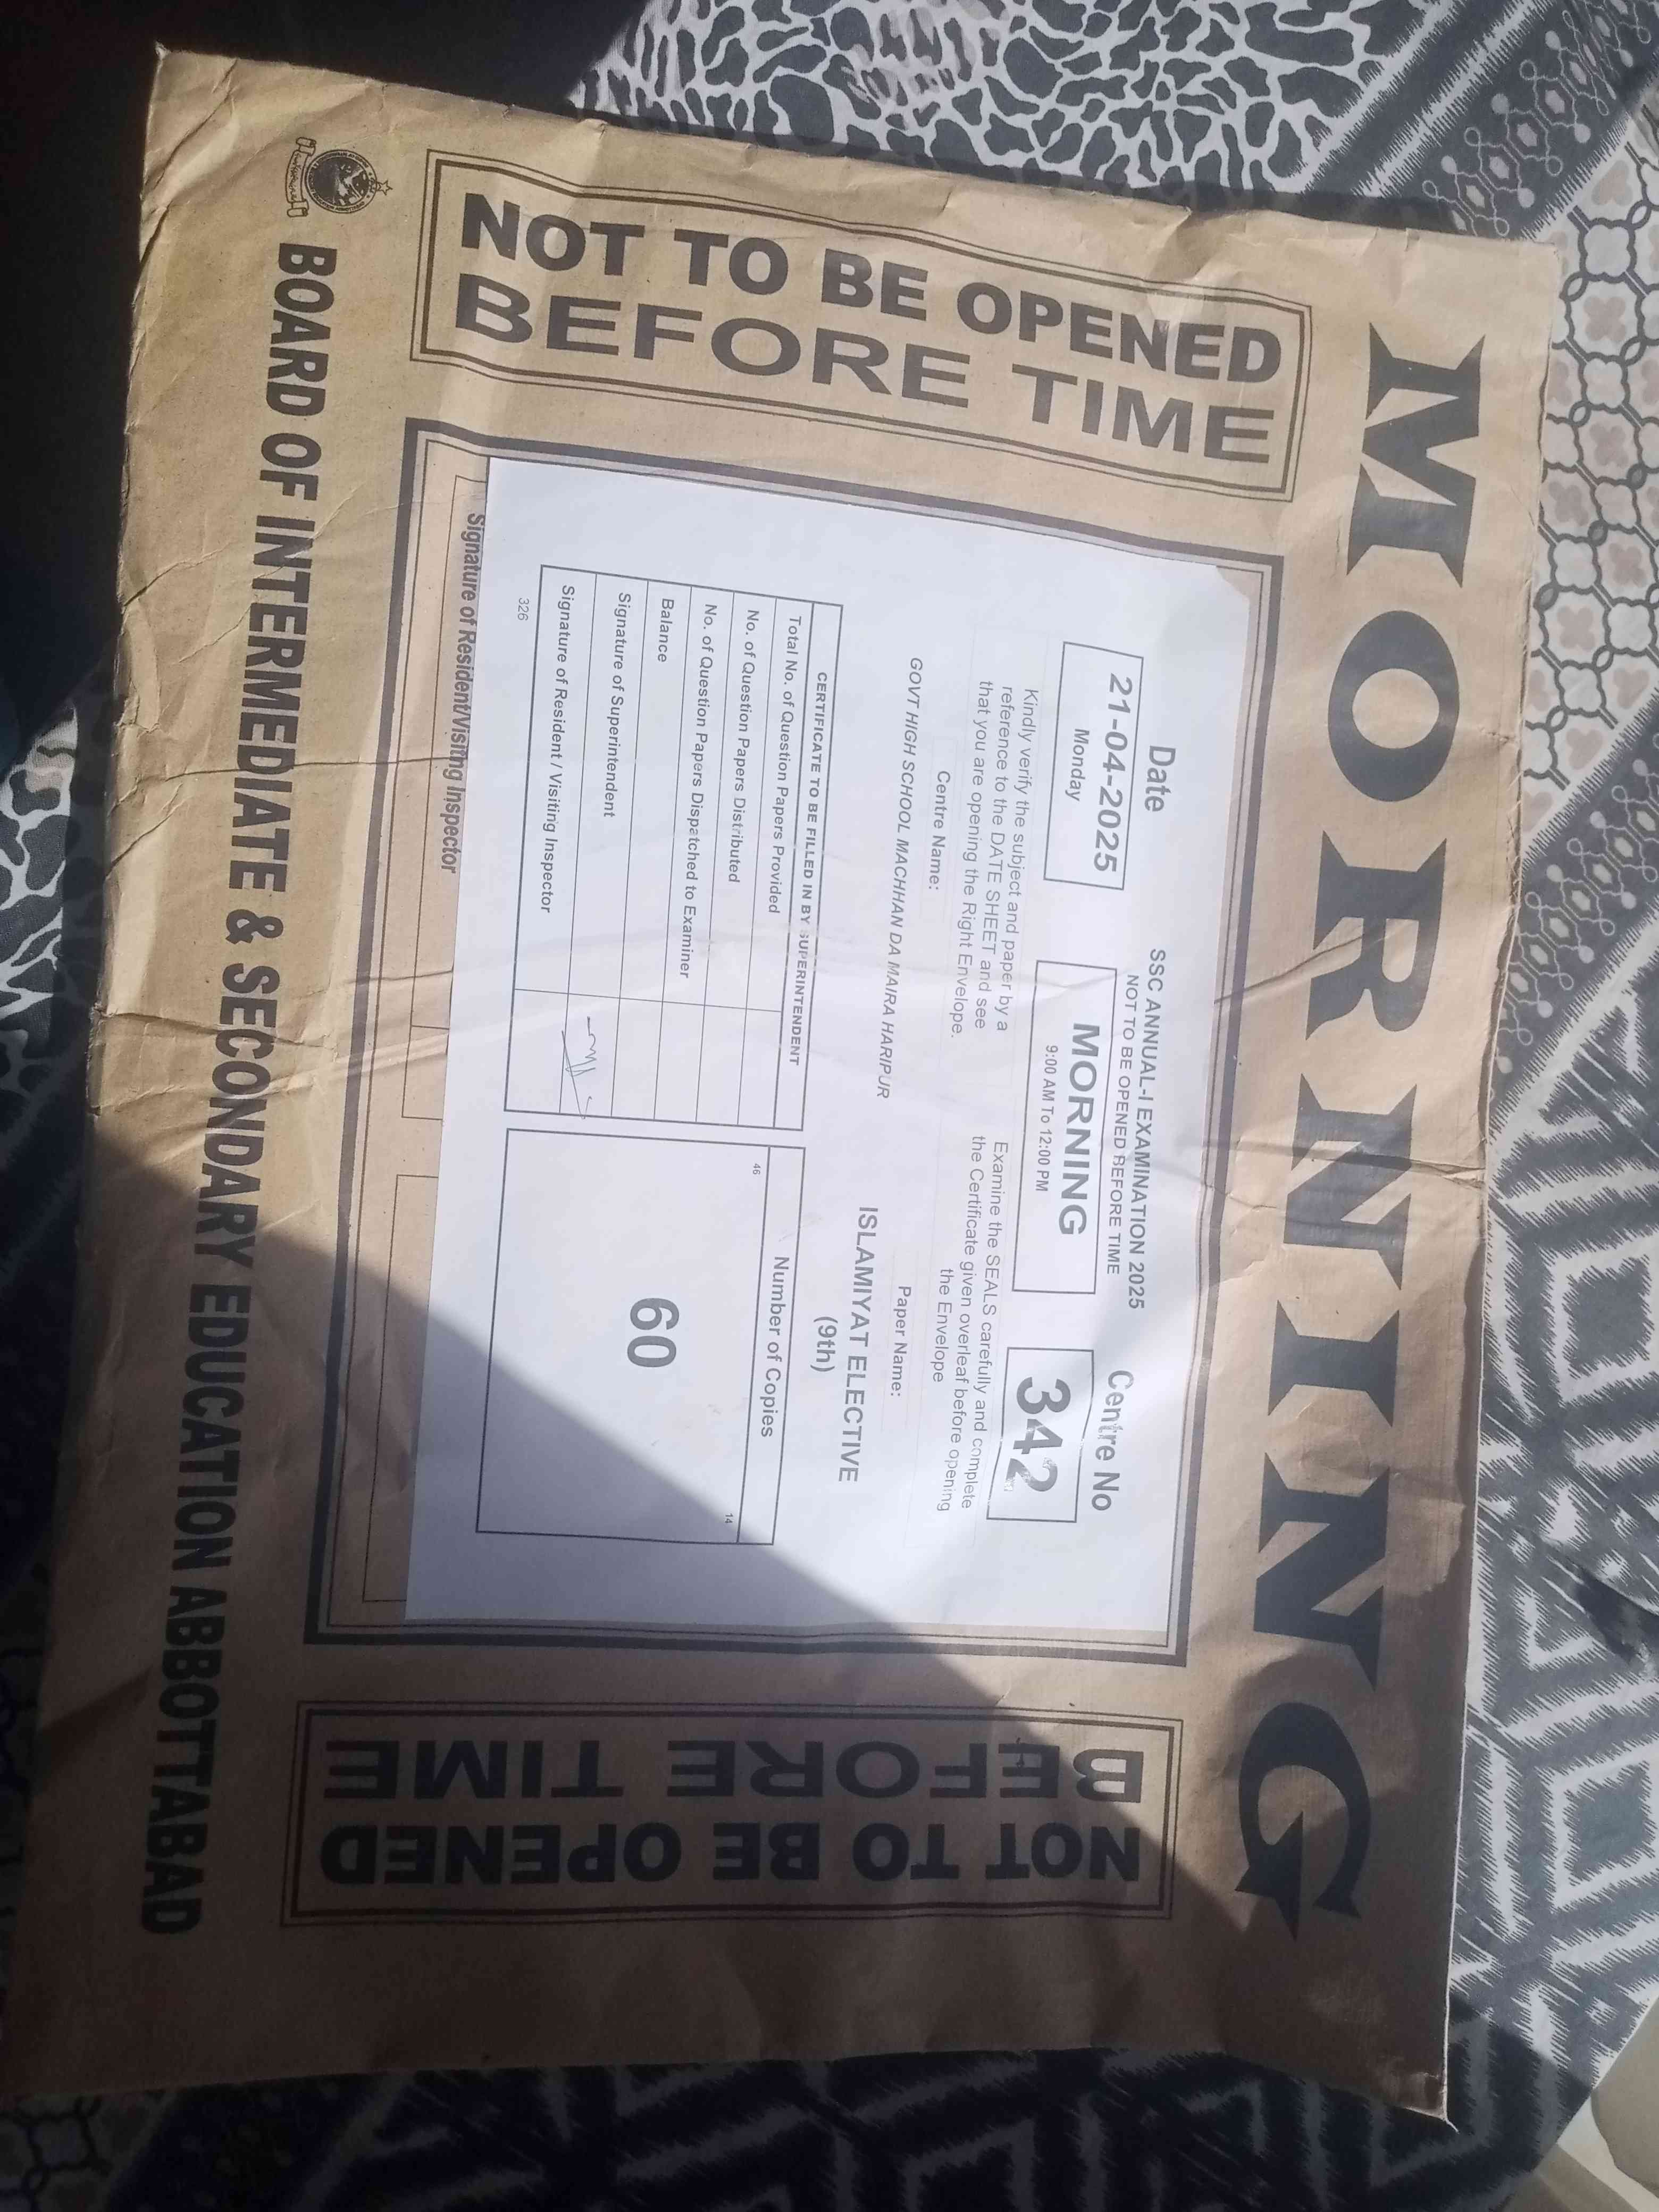 MORNING
NOT TO BE OPENED
BEFORE TIME
Date
21-04-2025
Monday
SSC ANNUAL-I EXAMINATION 2025
NOT TO BE OPENED BEFORE TIME
MORNING
9:00 AM To 12:00 PM
Centre No
342
Kindly verify the subject and paper by a
reference to the DATE SHEET and see
that you are opening the Right Envelope.
Examine the SEALS carefully and complete
the Certificate given overleaf before opening
the Envelope
Centre Name:
GOVT HIGH SCHOOL MACHHAN DA MAIRA HARIPUR
Paper Name:
ISLAMIYAT ELECTIVE
(9th)
CERTIFICATE TO BE FILLED IN BY SUPERINTENDENT
Total No. of Question Papers Provided
No. of Question Papers Distributed
No. of Question Papers Dispatched to Examiner
Balance
Signature of Superintendent
Signature of Resident / Visiting Inspector
326
Number of Copies
46
14
60
Signature of Resident/Visiting Inspector
NOT TO BE OPENED
BEFORE TIME
BOARD OF INTERMEDIATE & SECONDARY EDUCATION ABBOTTABAD